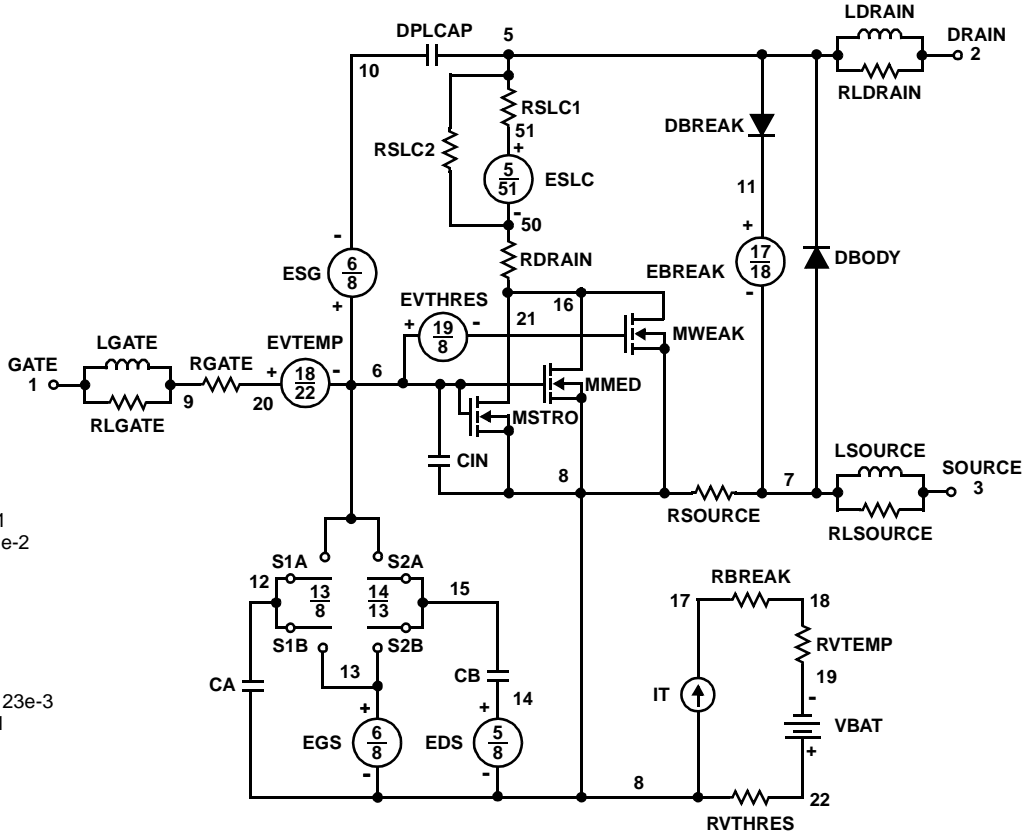 LDRAIN
DPLCAP 5 DRAIN
10 2
RSLC1 RLDRAIN
51 DBREAK
RSLC2 +
5
51 ESLC
11
- 50
- +
RDRAIN 17
18
6
8
ESG EBREAK DBODY
+ EVTHRES 16 -
+ 19
8 - 21
LGATE EVTEMP MWEAK
GATE RGATE
1 + 18
22 - 6 MMED
9 20
RLGATE MSTRO
LSOURCE
CIN 8 7 SOURCE
3
RSOURCE
RLSOURCE
1
e-2
S1A S2A
12 13
8 14
13 15 RBREAK
17 18
S1B S2B RVTEMP
13 CB 19
CA 14 IT -
23e-3 + + VBAT
EGS 6
8 EDS 5
8 +
- - 8 22
RVTHRES